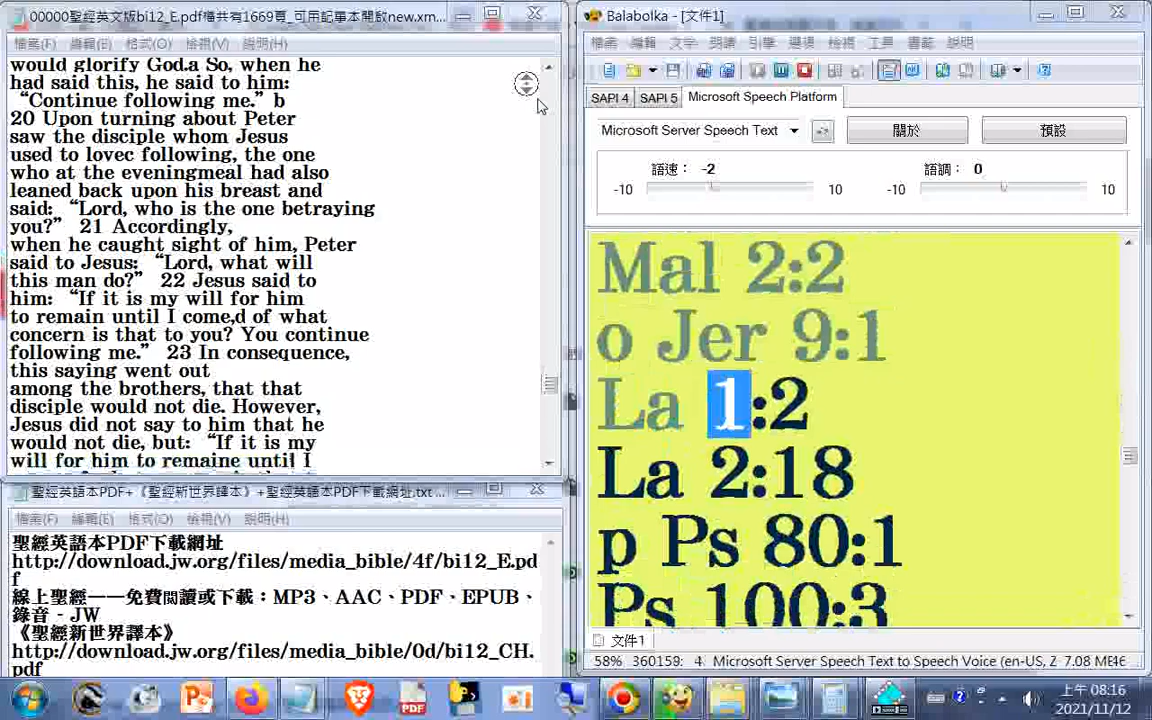 00000聖經英文版bi12_E.pdf檔共有1669頁_可用記事本開啟new.xm...
檔案(F) 編輯(E) 格式(O) 檢視(V) 說明(H)
would glorify God.a So, when he
had said this, he said to him:
“Continue following me.” b
20 Upon turning about Peter
saw the disciple whom Jesus
used to lovec following, the one
who at the eveningmeal had also
leaned back upon his breast and
said: “Lord, who is the one betraying
you?” 21 Accordingly,
when he caught sight of him, Peter
said to Jesus: “Lord, what will
this man do?” 22 Jesus said to
him: “If it is my will for him
to remain until I come,d of what
concern is that to you? You continue
following me.” 23 In consequence,
this saying went out
among the brothers, that that
disciple would not die. However,
Jesus did not say to him that he
would not die, but: “If it is my
will for him to remaine until I
聖經英語本PDF+《聖經新世界譯本》+聖經英語本PDF下載網址.txt ...
檔案(F) 編輯(E) 格式(O) 檢視(V) 說明(H)
聖經英語本PDF下載網址
http://download.jw.org/files/media_bible/4f/bi12_E.pd
f
線上聖經——免費閱讀或下載：MP3、AAC、PDF、EPUB、
錄音 - JW
《聖經新世界譯本》
http://download.jw.org/files/media_bible/0d/bi12_CH.
pdf
Balabolka - [文件1]
檔案 編輯 文字 朗讀 引擎 選項 檢視 工具 書籤 說明
SAPI 4 SAPI 5 Microsoft Speech Platform
Microsoft Server Speech Text 關於 預設
語速： -2 語調： 0
-10 10 -10 10
Mal 2:2
o Jer 9:1
La 1:2
La 2:18
p Ps 80:1
Ps 100:3
文件1
58% 360159: 4 Microsoft Server Speech Text to Speech Voice (en-US, Z 7.08 ME46
上午 08:16
2021/11/12